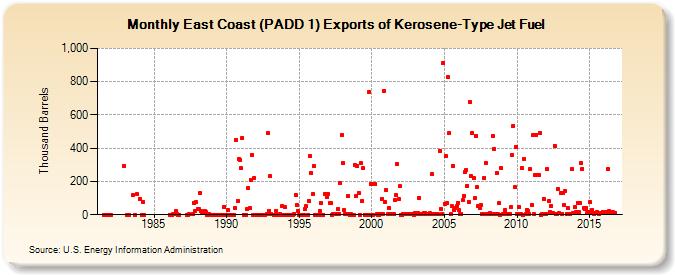 Monthly East Coast (PADD 1) Exports of Kerosene-Type Jet Fuel
Thousand Barrels
1,000
800
600
400
200
0
1985 1990 1995 2000 2005 2010 2015
Source: U.S. Energy Information Administration